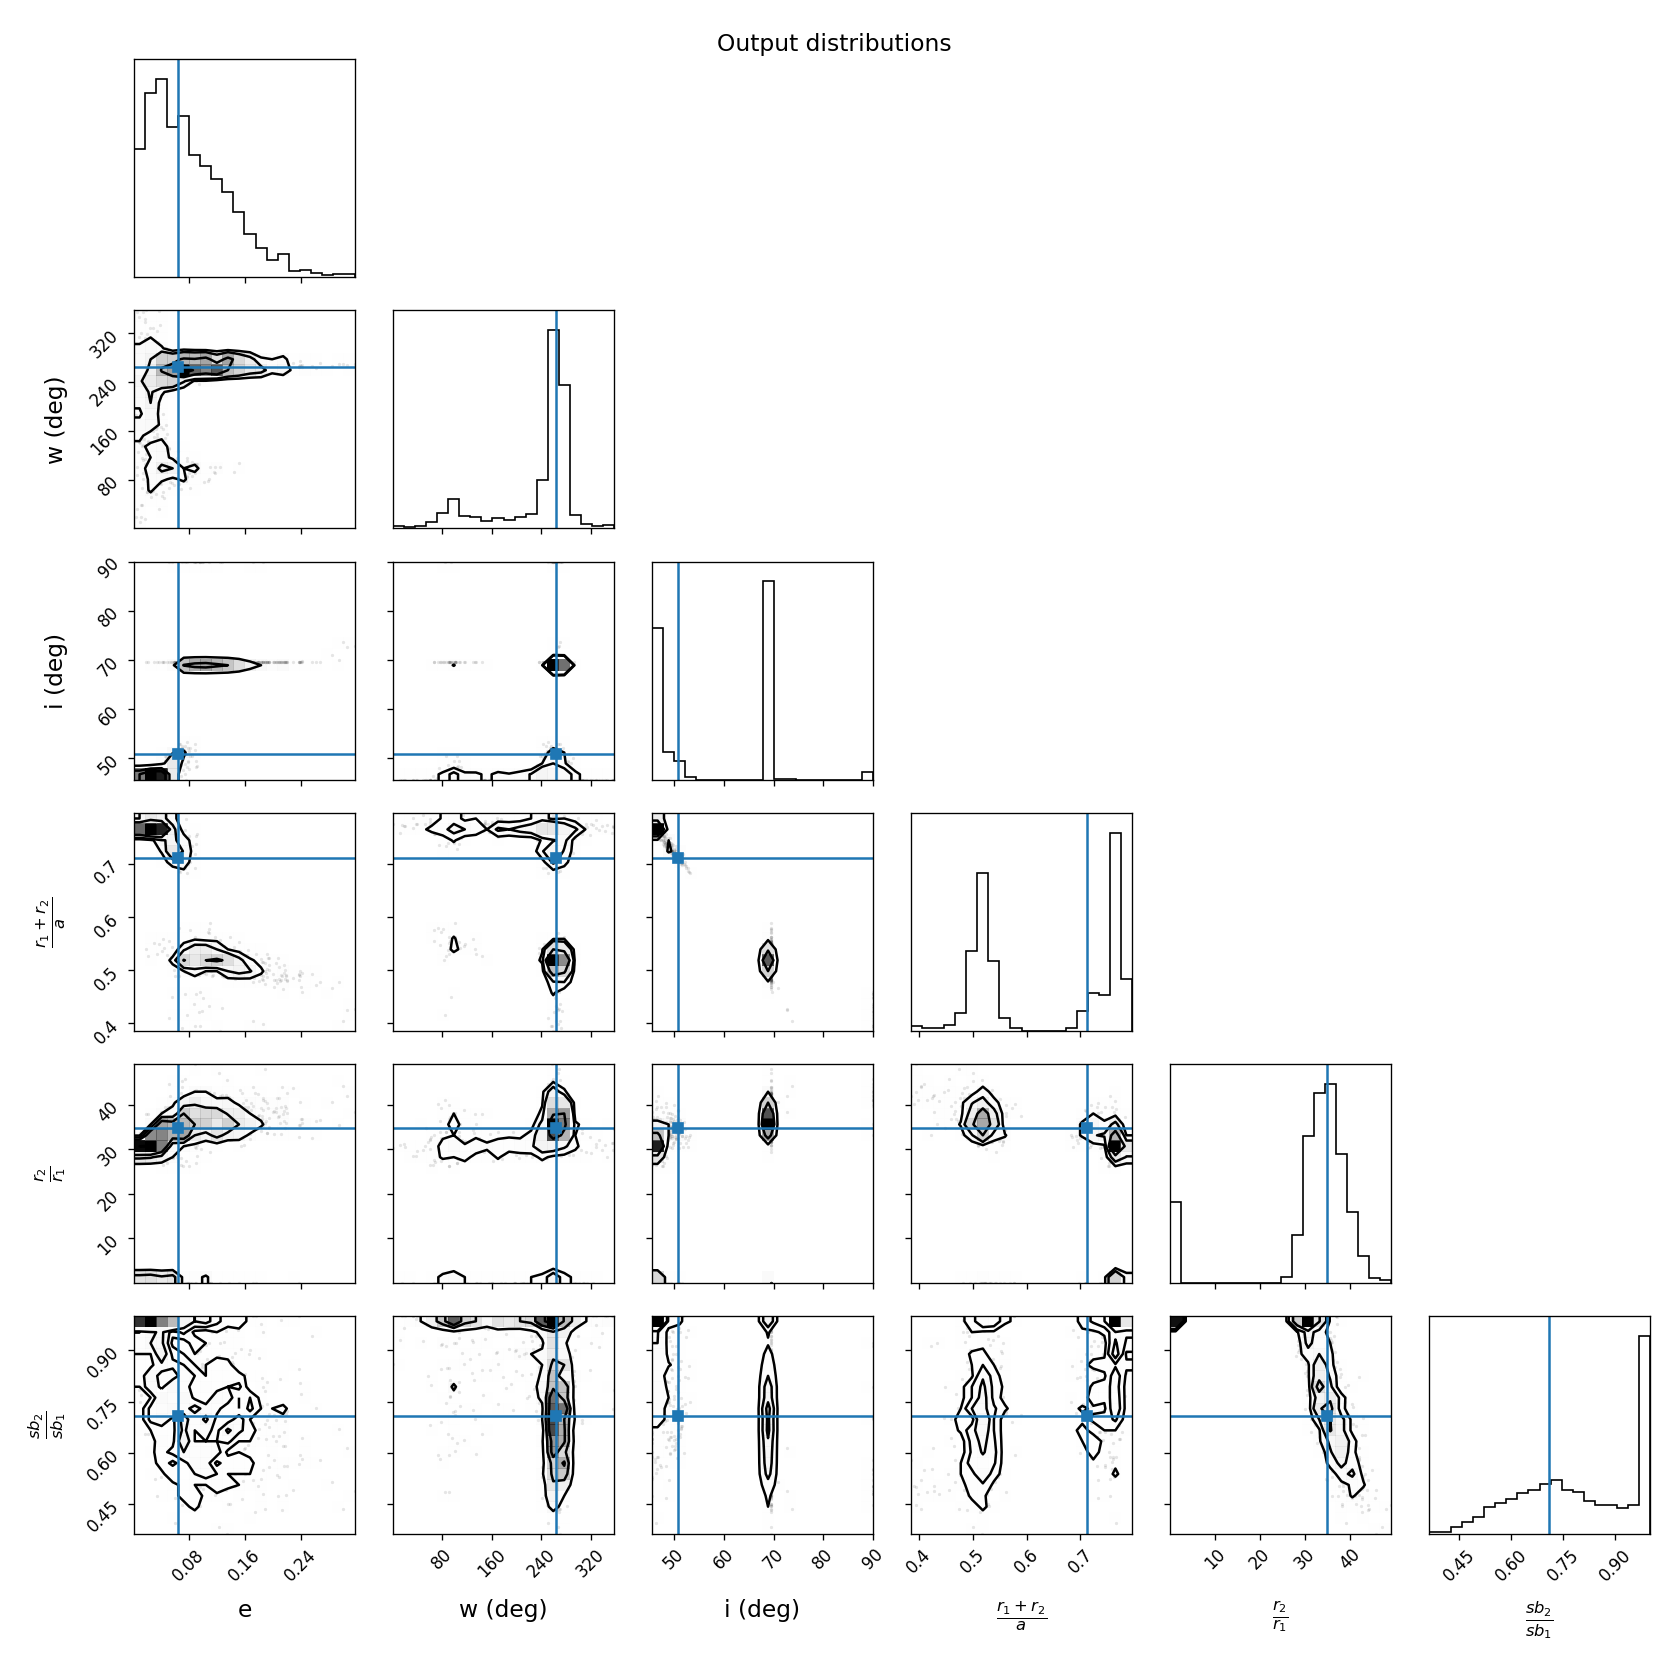 Output distributions
w (deg)
320
240
160
80
i (deg)
90
80
70
60
50
r₁ + r₂
a
0.7
0.6
0.5
0.4
r₂
r₁
40
30
20
10
sb₂
sb₁
0.90
0.75
0.60
0.45
0.08 0.16 0.24
80 160 240 320
50 60 70 80 90
0.4 0.5 0.6 0.7
10 20 30 40
0.45 0.60 0.75 0.90
e
w (deg)
i (deg)
r₁ + r₂
a
r₂
r₁
sb₂
sb₁